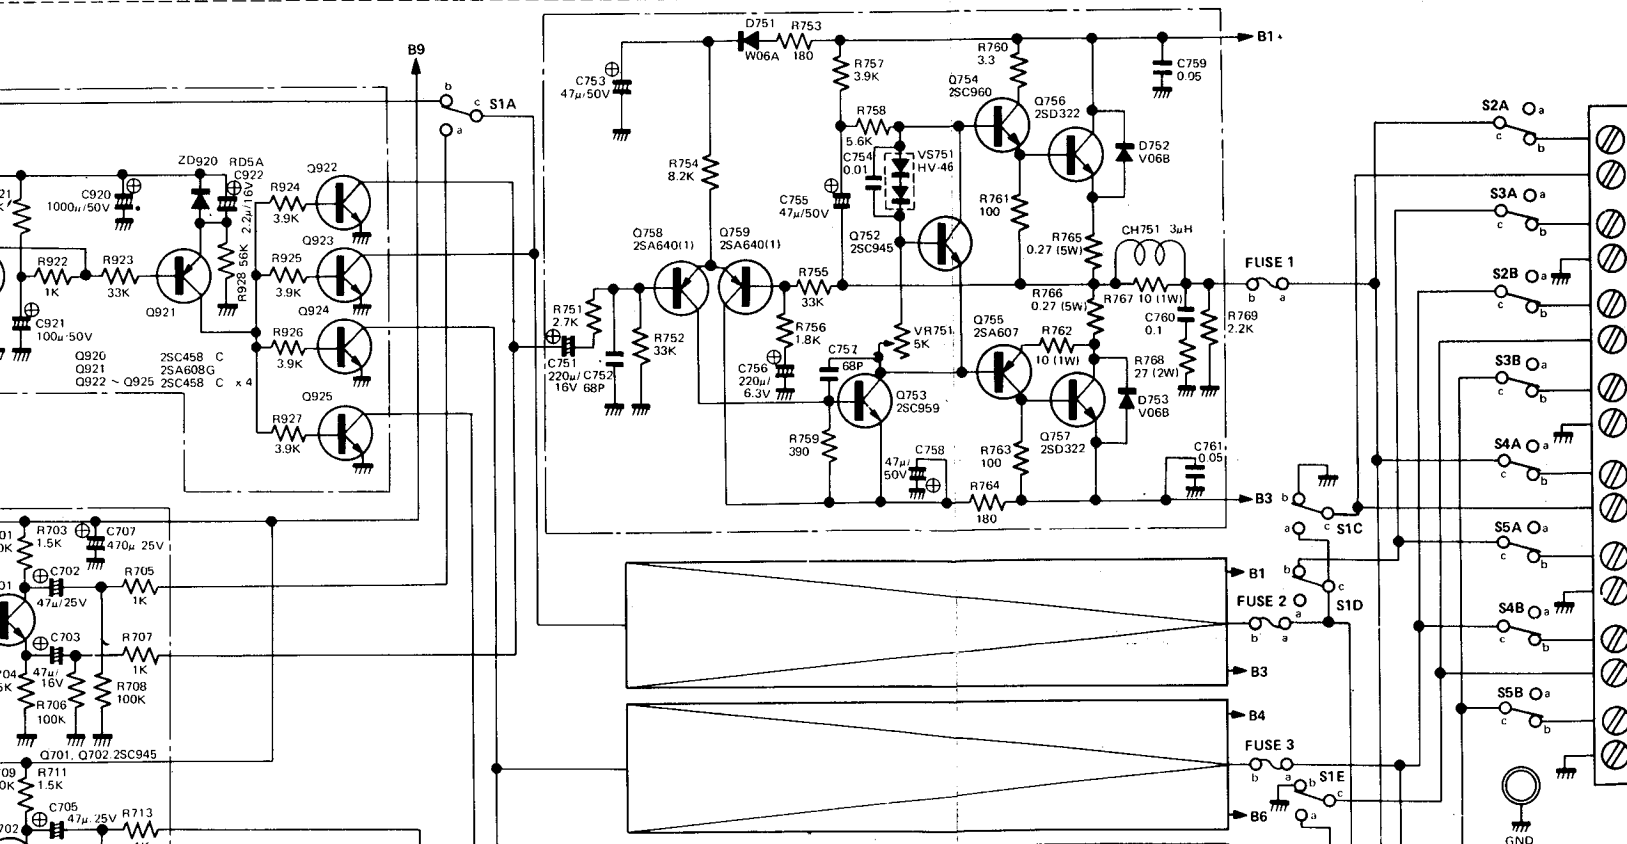 B9
b
c
S1A
a
ZD920
RD5A
C922
2.2μ/16V
Q922
C920
1000μ/50V
R924
3.9K
R922
1K
R923
33K
Q921
R928 56K
Q923
R925
3.9K
Q924
C921
100μ·50V
R926
3.9K
Q920 2SC458 C
Q921 2SA608G
Q922 ~ Q925 2SC458 C x 4
Q925
R927
3.9K
D751
W06A
R753
180
C753
47μ/50V
R757
3.9K
R760
3.3
Q754
2SC960
Q756
2SD322
C759
0.05
B1
R758
5.6K
C754
0.01
VS751
HV-46
D752
V06B
R754
8.2K
C755
47μ/50V
R761
100
Q752
2SC945
Q758
2SA640(1)
Q759
2SA640(1)
R765
0.27 (5W)
CH751 3μH
R755
33K
R766
0.27 (5W)
R767 10 (1W)
FUSE 1
b
a
R751
2.7K
R752
33K
R756
1.8K
VR751
5K
Q755
2SA607
R762
10 (1W)
C760
0.1
R769
2.2K
R768
27 (2W)
C751
220μ/
16V
C752
68P
C756
220μ/
6.3V
C757
68P
Q753
2SC959
D753
V06B
R759
390
R763
100
Q757
2SD322
C758
47μ/
50V
R764
180
C761
0.05
B3
b
c
S1C
a
b
c
S1D
a
B1
FUSE 2
b
a
B3
B4
FUSE 3
b
a
B6
b
S1E
c
a
S2A
a
c
b
S3A
a
c
b
S2B
a
c
b
S3B
a
c
b
S4A
a
c
b
S5A
a
c
b
S4B
a
c
b
S5B
a
c
b
GND
R703
1.5K
C707
470μ 25V
C702
47μ/25V
R705
1K
C703
47μ/
16V
R707
1K
R706
100K
R708
100K
Q701, Q702.2SC945
R711
1.5K
C705
47μ.25V
R713